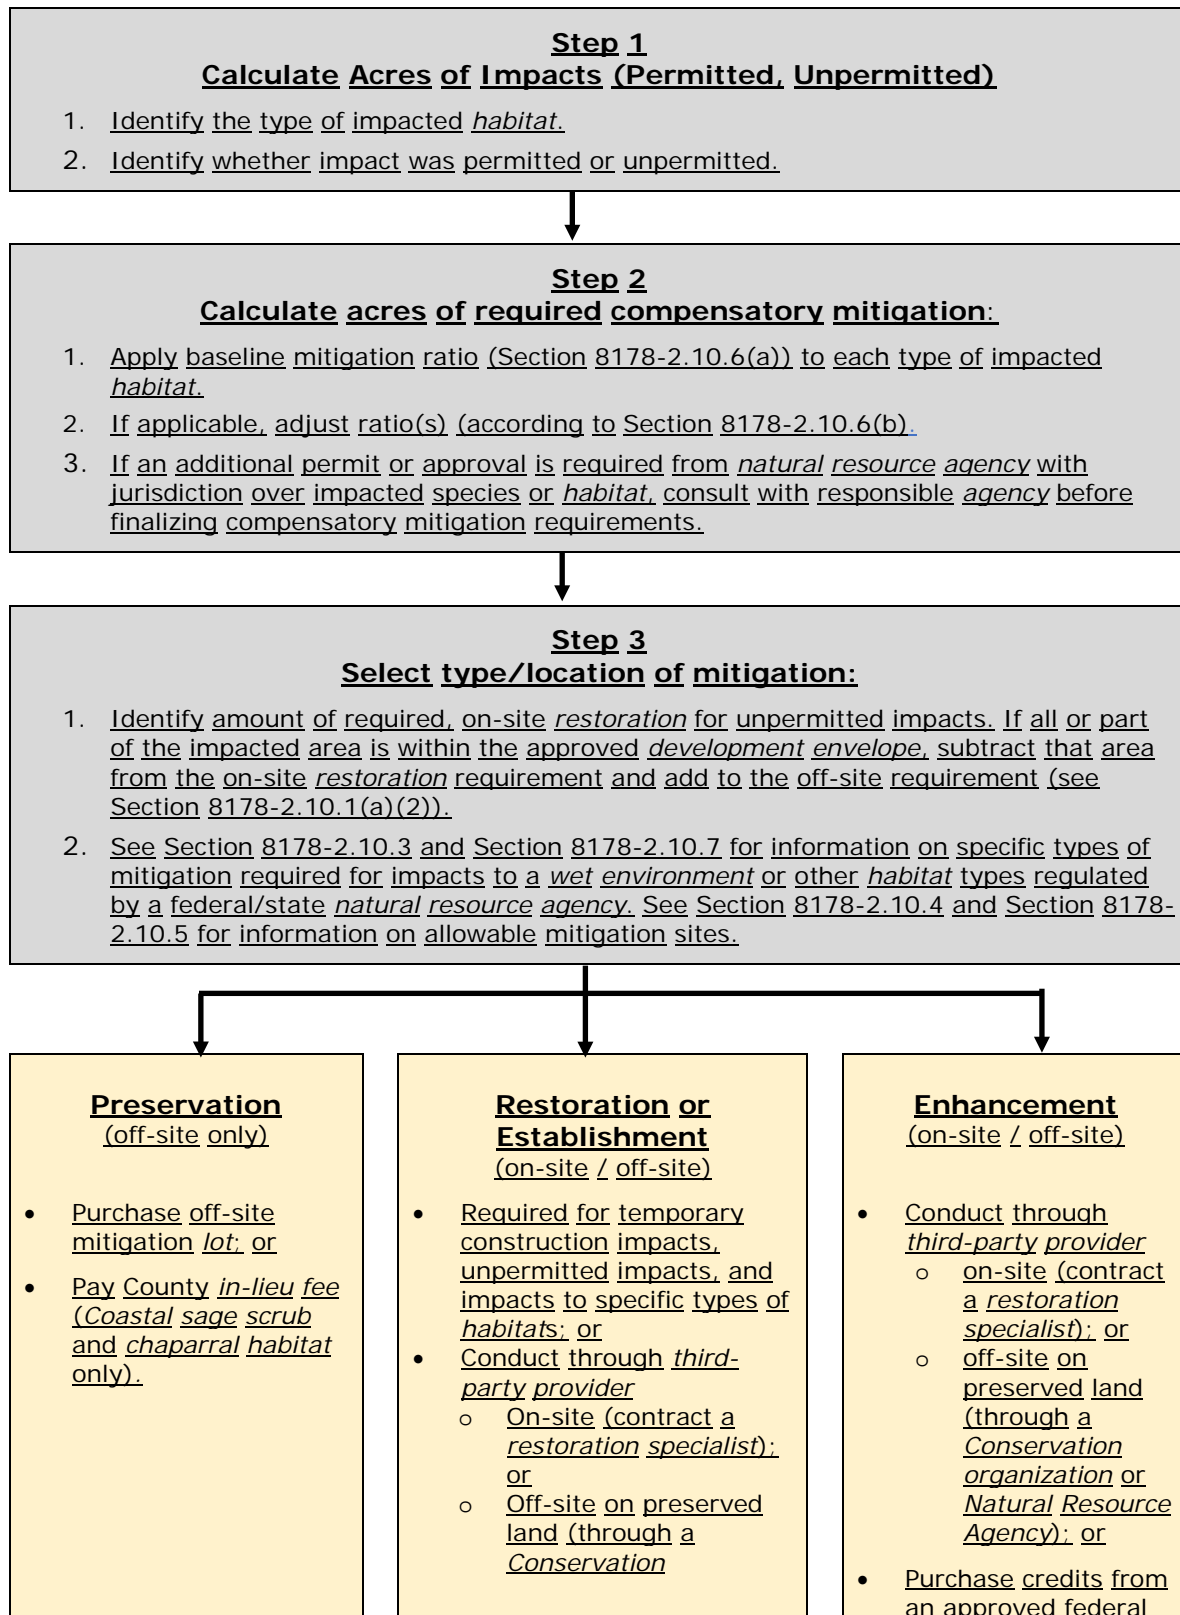 Step 1
Calculate Acres of Impacts (Permitted, Unpermitted)
1. Identify the type of impacted habitat.
2. Identify whether impact was permitted or unpermitted.
Step 2
Calculate acres of required compensatory mitigation:
1. Apply baseline mitigation ratio (Section 8178-2.10.6(a)) to each type of impacted
habitat.
2. If applicable, adjust ratio(s) (according to Section 8178-2.10.6(b).
3. If an additional permit or approval is required from natural resource agency with
jurisdiction over impacted species or habitat, consult with responsible agency before
finalizing compensatory mitigation requirements.
Step 3
Select type/location of mitigation:
1. Identify amount of required, on-site restoration for unpermitted impacts. If all or part
of the impacted area is within the approved development envelope, subtract that area
from the on-site restoration requirement and add to the off-site requirement (see
Section 8178-2.10.1(a)(2)).
2. See Section 8178-2.10.3 and Section 8178-2.10.7 for information on specific types of
mitigation required for impacts to a wet environment or other habitat types regulated
by a federal/state natural resource agency. See Section 8178-2.10.4 and Section 8178-
2.10.5 for information on allowable mitigation sites.
Preservation
(off-site only)
• Purchase off-site
mitigation lot; or
• Pay County in-lieu fee
(Coastal sage scrub
and chaparral habitat
only).
Restoration or
Establishment
(on-site / off-site)
• Required for temporary
construction impacts,
unpermitted impacts, and
impacts to specific types of
habitats; or
• Conduct through third-
party provider
o On-site (contract a
restoration specialist);
or
o Off-site on preserved
land (through a
Conservation
Enhancement
(on-site / off-site)
• Conduct through
third-party provider
o on-site (contract
a restoration
specialist); or
o off-site on
preserved land
(through a
Conservation
organization or
Natural Resource
Agency); or
• Purchase credits from
an approved federal